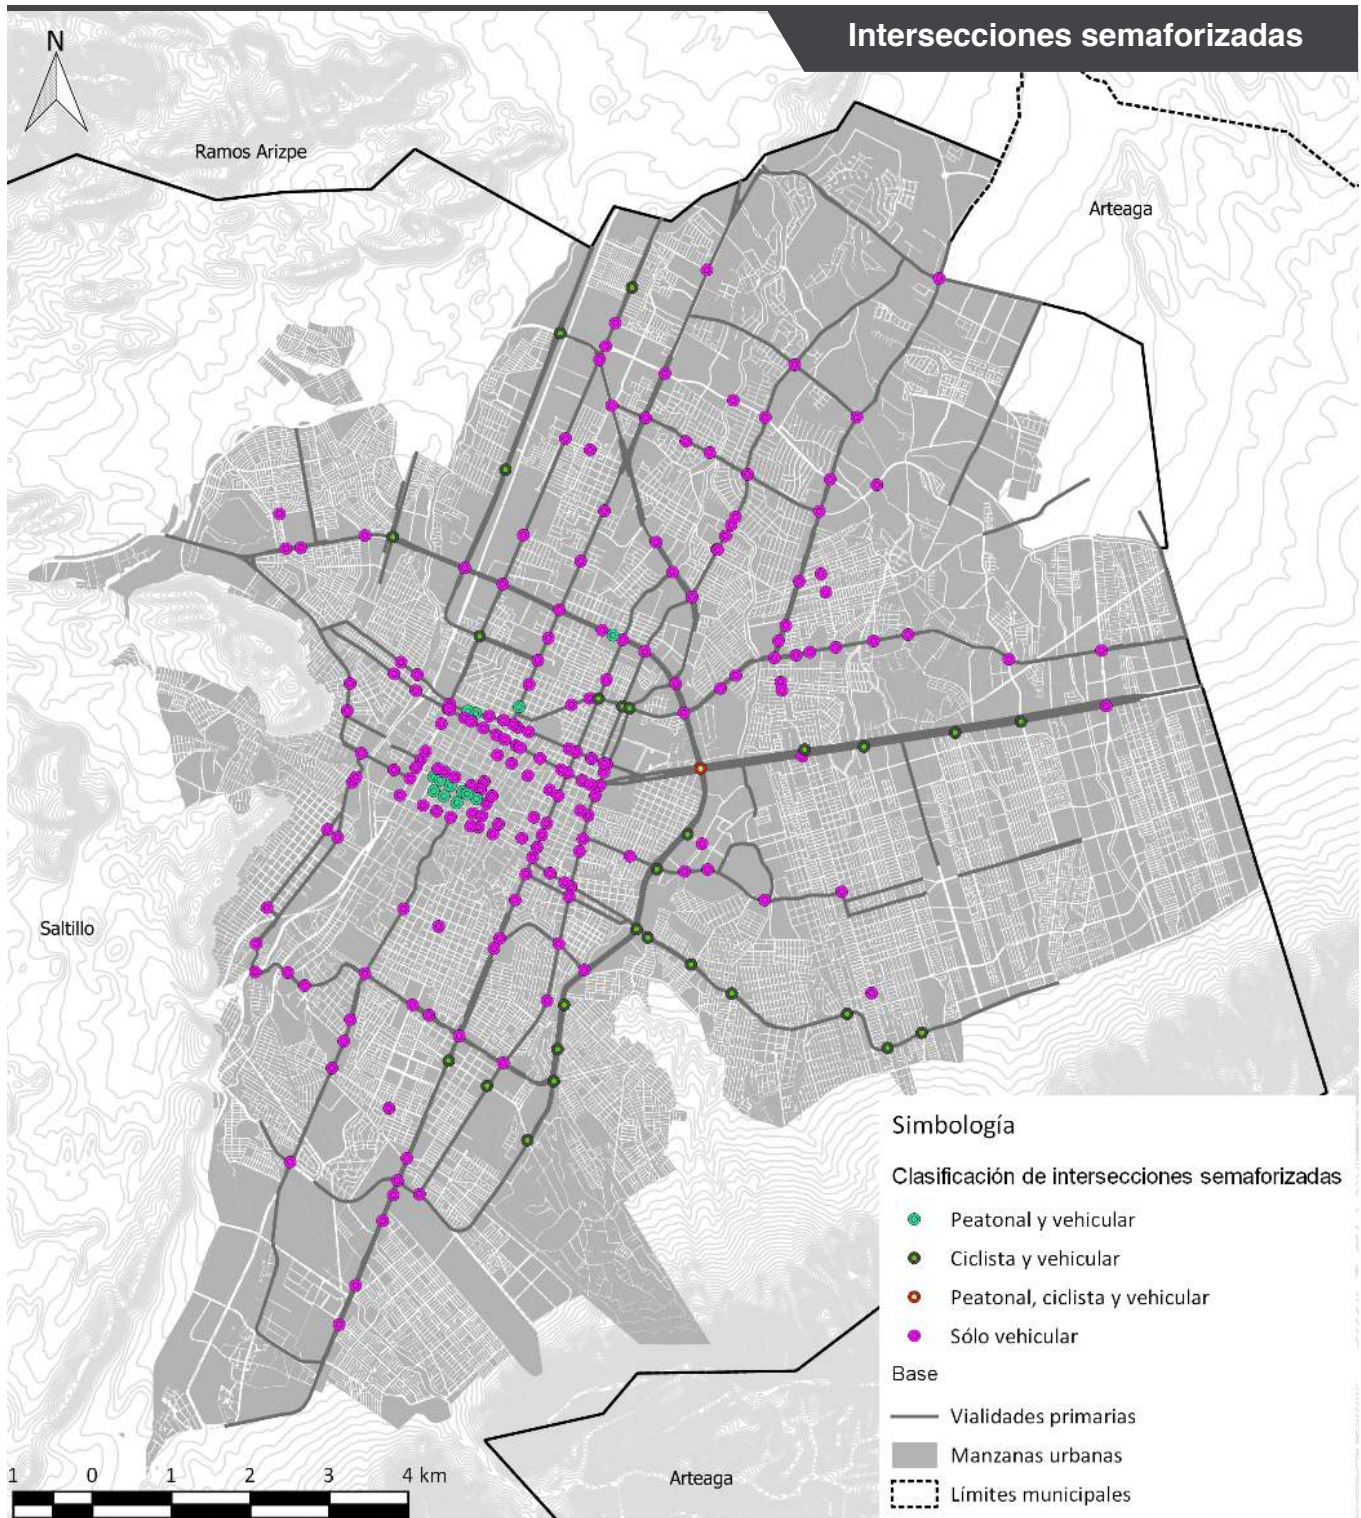 Intersecciones semaforizadas
N
Ramos Arizpe
Arteaga
Saltillo
Simbología
Clasificación de intersecciones semaforizadas
Peatonal y vehicular
Ciclista y vehicular
Peatonal, ciclista y vehicular
Sólo vehicular
Base
Vialidades primarias
Manzanas urbanas
Límites municipales
1 0 1 2 3 4 km
Arteaga